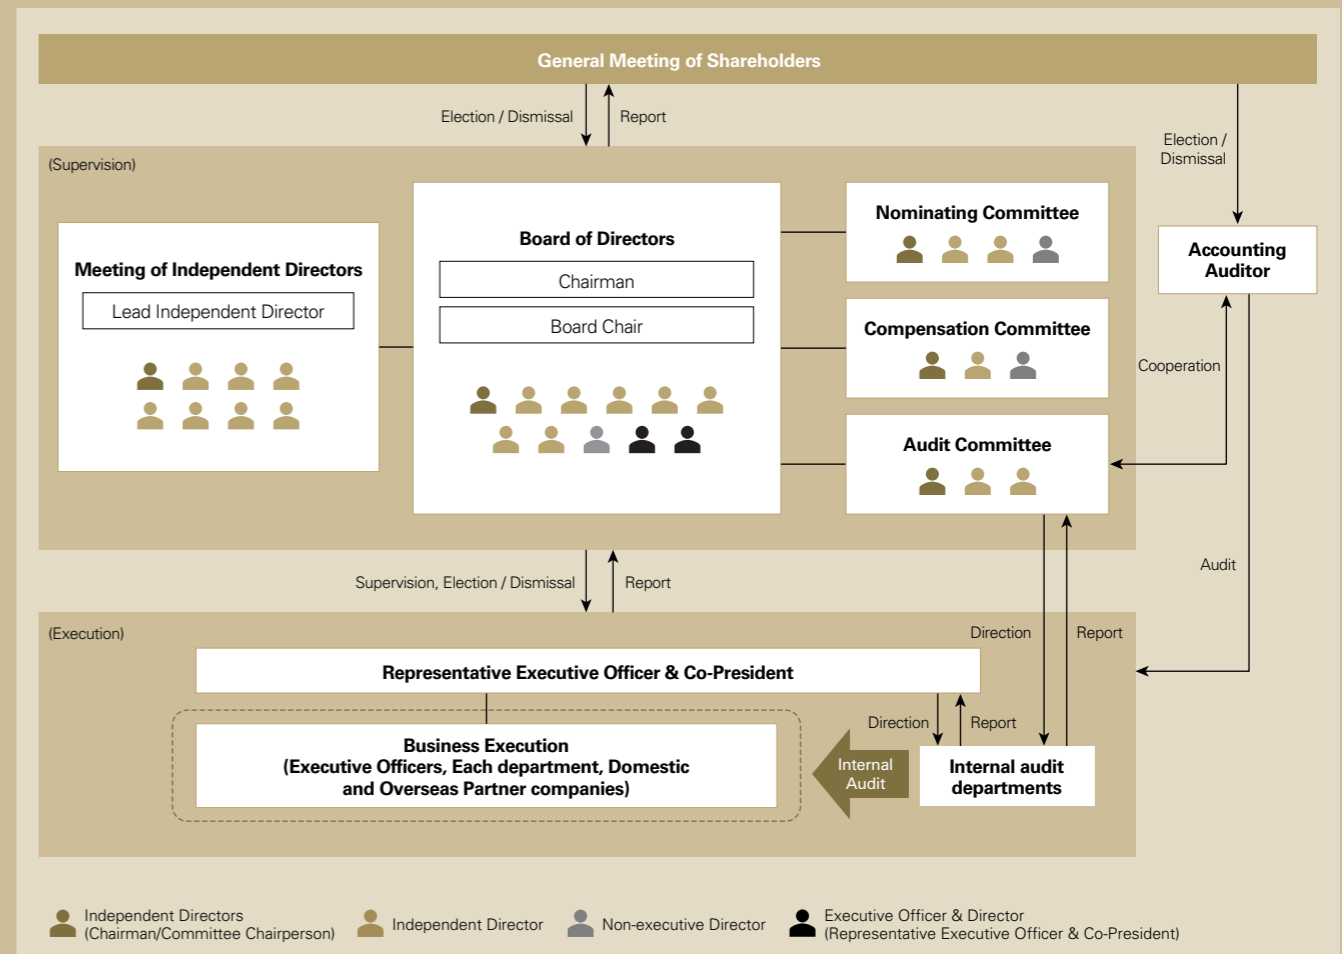 General Meeting of Shareholders
Election / Dismissal
Report
Election /
Dismissal
(Supervision)
Meeting of Independent Directors
Lead Independent Director
Board of Directors
Chairman
Board Chair
Nominating Committee
Compensation Committee
Audit Committee
Accounting
Auditor
Cooperation
Audit
Supervision, Election / Dismissal
Report
(Execution)
Direction
Report
Representative Executive Officer & Co-President
Direction
Report
Business Execution
(Executive Officers, Each department, Domestic
and Overseas Partner companies)
Internal
Audit
Internal audit
departments
Independent Directors
(Chairman/Committee Chairperson)
Independent Director
Non-executive Director
Executive Officer & Director
(Representative Executive Officer & Co-President)